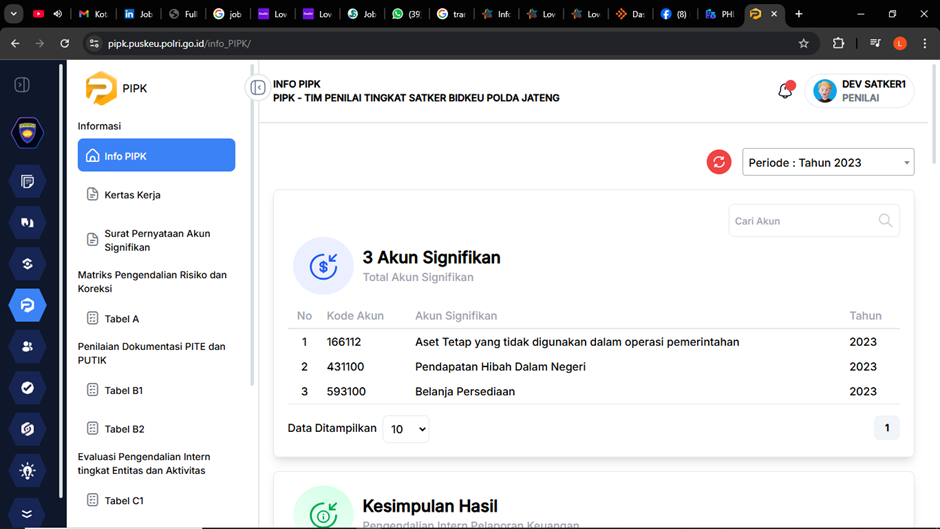 Kot
Job
Full
job
Lov
Lov
Job
(39
tra
Info
Lov
Lov
Das
(8)
PHI
pipk.puskeu.polri.go.id/info_PIPK/
L
PIPK
Informasi
Info PIPK
Kertas Kerja
Surat Pernyataan Akun
Signifikan
Matriks Pengendalian Risiko dan
Koreksi
Tabel A
Penilaian Dokumentasi PITE dan
PUTIK
Tabel B1
Tabel B2
Evaluasi Pengendalian Intern
tingkat Entitas dan Aktivitas
Tabel C1
INFO PIPK
PIPK - TIM PENILAI TINGKAT SATKER BIDKEU POLDA JATENG
DEV SATKER1
PENILAI
Periode : Tahun 2023
Cari Akun
3 Akun Signifikan
Total Akun Signifikan
No Kode Akun Akun Signifikan Tahun
1 166112 Aset Tetap yang tidak digunakan dalam operasi pemerintahan 2023
2 431100 Pendapatan Hibah Dalam Negeri 2023
3 593100 Belanja Persediaan 2023
Data Ditampilkan 10 1
Kesimpulan Hasil
Pengendalian Intern Pelaporan Keuangan